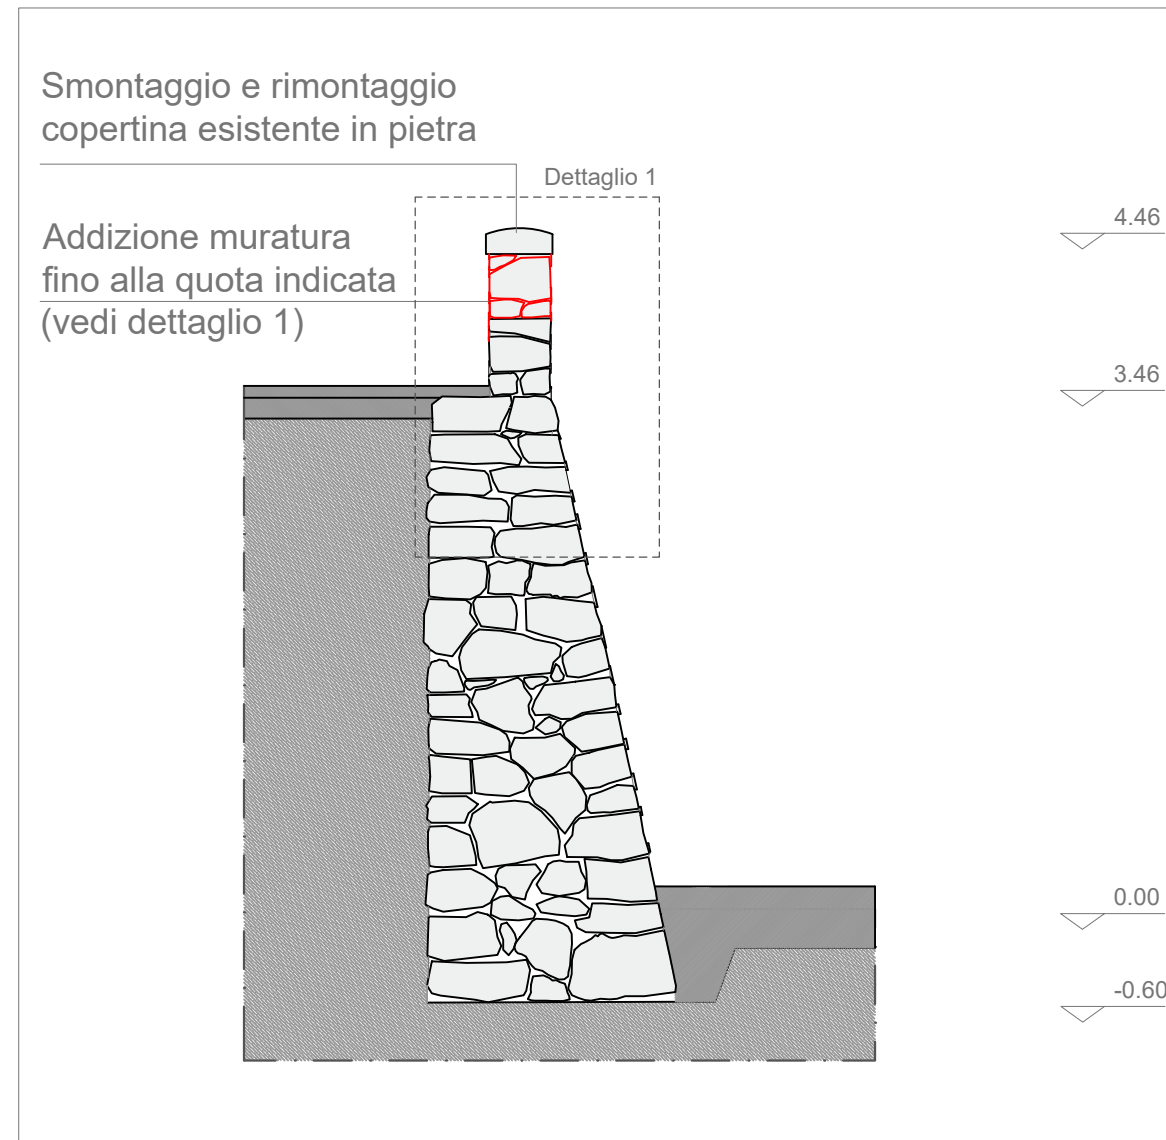 Smontaggio e rimontaggio
copertina esistente in pietra
Dettaglio 1
Addizione muratura
fino alla quota indicata
(vedi dettaglio 1)
4.46
3.46
0.00
-0.60